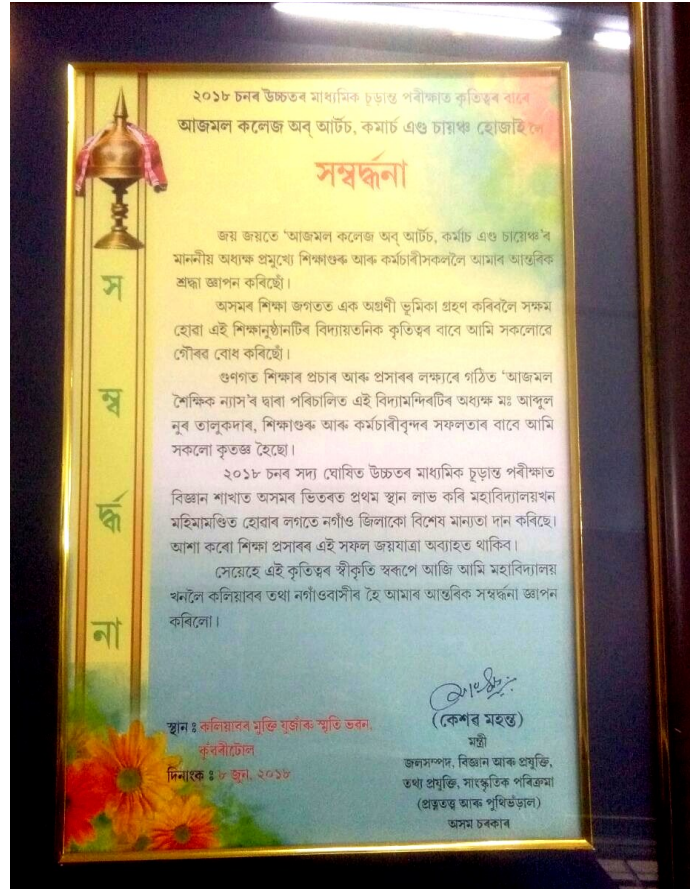 ২০১৮ চনৰ উচ্চতৰ মাধ্যমিক চূড়ান্ত পৰীক্ষাত কৃতিত্বৰ বাবে
আজমল কলেজ অব্ আৰ্টচ, কমাৰ্চ এণ্ড চায়েঞ্চ হোজাই লৈ
সম্বৰ্দ্ধনা
জয় জয়তে ‘আজমল কলেজ অব্ আৰ্টচ, কৰ্মাচ এণ্ড চায়েঞ্চ’ৰ
মাননীয় অধ্যক্ষ প্ৰমুখ্যে শিক্ষাগুৰু আৰু কৰ্মচাৰীসকললৈ আমাৰ আন্তৰিক
শ্ৰদ্ধা জ্ঞাপন কৰিছোঁ।
অসমৰ শিক্ষা জগতত এক অগ্ৰণী ভূমিকা গ্ৰহণ কৰিবলৈ সক্ষম
হোৱা এই শিক্ষানুষ্ঠানটিৰ বিদ্যায়তনিক কৃতিত্বৰ বাবে আমি সকলোৱে
গৌৰৱ বোধ কৰিছোঁ।
গুণগত শিক্ষাৰ প্ৰচাৰ আৰু প্ৰসাৰৰ লক্ষ্যৰে গঠিত ‘আজমল
শৈক্ষিক ন্যাস’ৰ দ্বাৰা পৰিচালিত এই বিদ্যামন্দিৰটিৰ অধ্যক্ষ মঃ আব্দুল
নুৰ তালুকদাৰ, শিক্ষাগুৰু আৰু কৰ্মচাৰীবৃন্দৰ সফলতাৰ বাবে আমি
সকলো কৃতজ্ঞ হৈছো।
২০১৮ চনৰ সদ্য ঘোষিত উচ্চতৰ মাধ্যমিক চূড়ান্ত পৰীক্ষাত
বিজ্ঞান শাখাত অসমৰ ভিতৰত প্ৰথম স্থান লাভ কৰি মহাবিদ্যালয়খন
মহিমামণ্ডিত হোৱাৰ লগতে নগাঁও জিলাকো বিশেষ মান্যতা দান কৰিছে।
আশা কৰো শিক্ষা প্ৰসাৰৰ এই সফল জয়যাত্ৰা অব্যাহত থাকিব।
সেয়েহে এই কৃতিত্বৰ স্বীকৃতি স্বৰূপে আজি আমি মহাবিদ্যালয়
খনলৈ কলিয়াবৰ তথা নগাঁওবাসীৰ হৈ আমাৰ আন্তৰিক সম্বৰ্দ্ধনা জ্ঞাপন
কৰিলো।
স
ম্ব
ৰ্দ্ধ
না
স্থান ঃ কলিয়াবৰ মুক্তি যুজাঁৰু স্মৃতি ভৱন,
কুঁৱৰীটোল
দিনাংক ঃ ৮ জুন, ২০১৮
(কেশৱ মহন্ত)
মন্ত্ৰী
জলসম্পদ, বিজ্ঞান আৰু প্ৰযুক্তি,
তথ্য প্ৰযুক্তি, সাংস্কৃতিক পৰিক্ৰমা
(প্ৰত্নতত্ত্ব আৰু পুথিভঁড়াল)
অসম চৰকাৰ